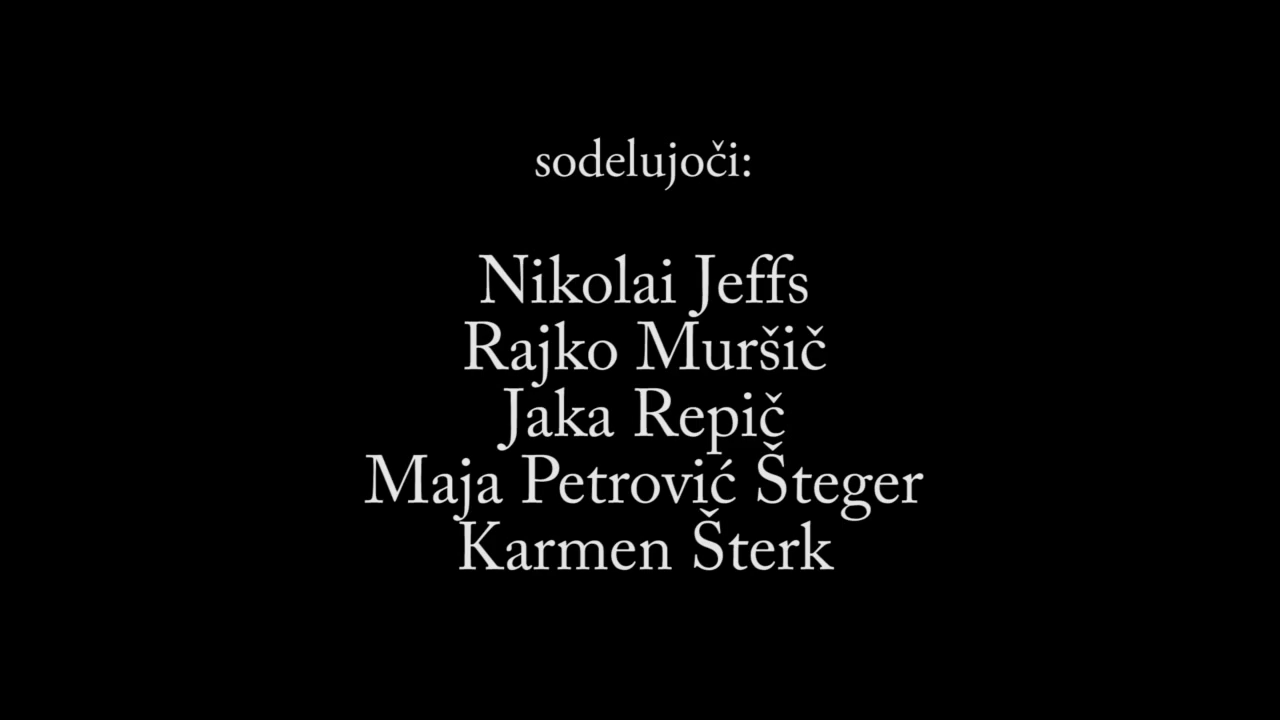 sodelujoči:
Nikolai Jeffs
Rajko Muršič
Jaka Repič
Maja Petrović Šteger
Karmen Šterk